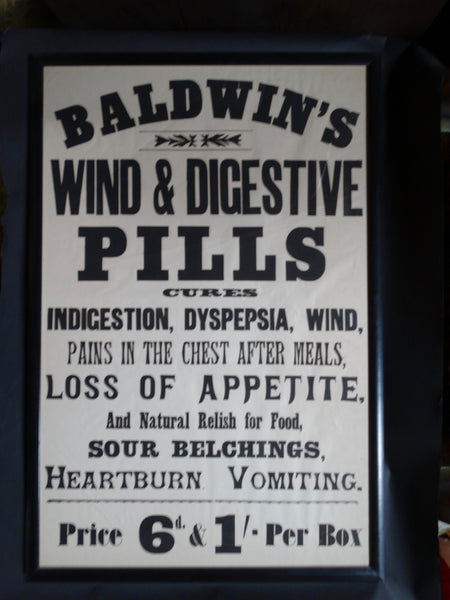 BALDWIN'S
WIND & DIGESTIVE
PILLS
CURES
INDIGESTION, DYSPEPSIA, WIND,
PAINS IN THE CHEST AFTER MEALS,
LOSS OF APPETITE,
And Natural Relish for Food,
SOUR BELCHINGS,
HEARTBURN VOMITING.
Price 6d. & 1/- Per Box